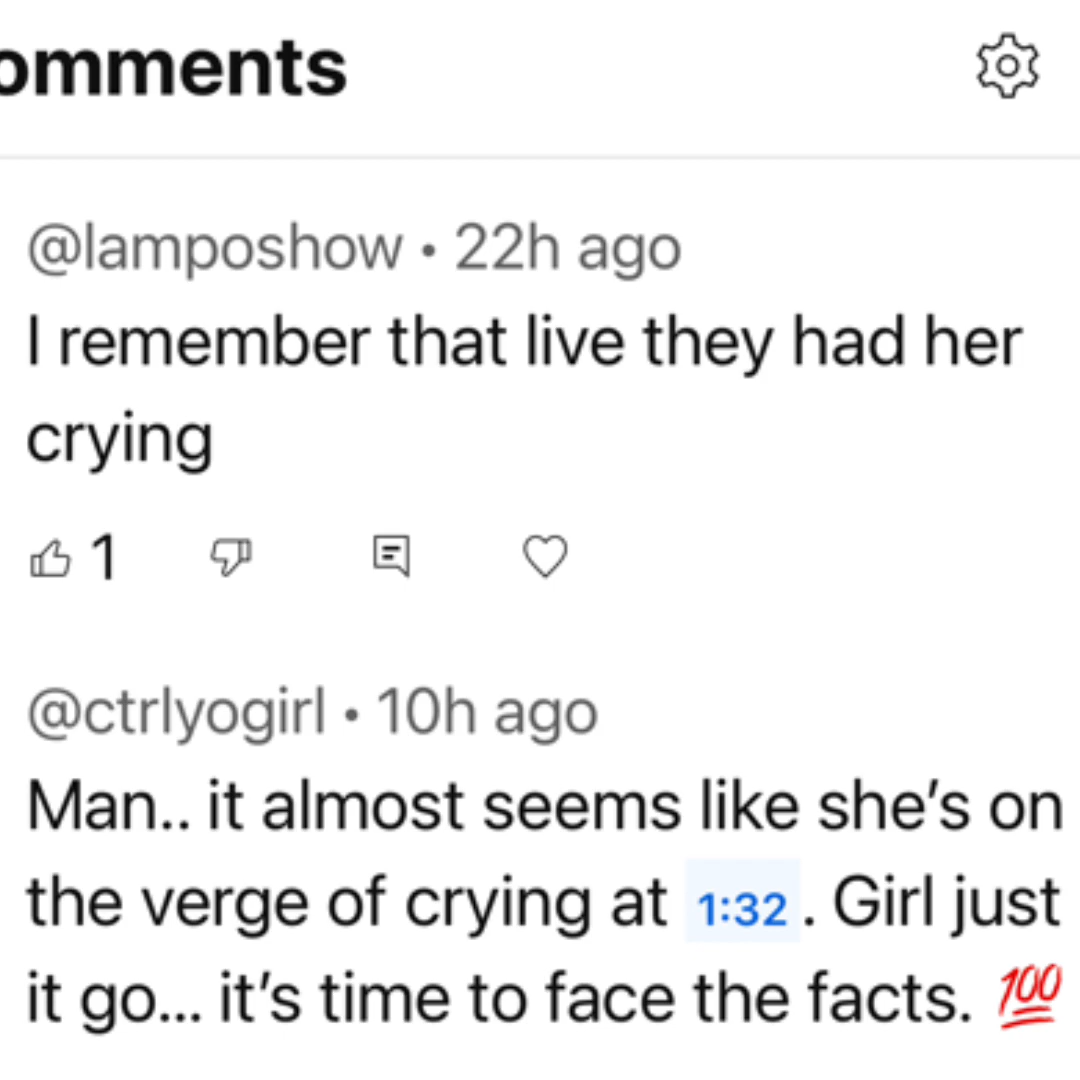 omments
@lamposhow • 22h ago
I remember that live they had her
crying
1
@ctrlyogirl • 10h ago
Man.. it almost seems like she’s on
the verge of crying at 1:32. Girl just
it go... it’s time to face the facts. 💯